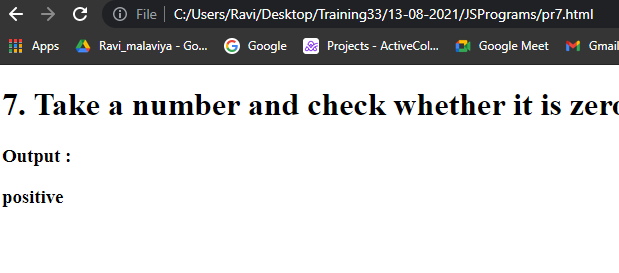 File | C:/Users/Ravi/Desktop/Training33/13-08-2021/JSPrograms/pr7.html
Apps Ravi_malaviya - Go... Google Projects - ActiveCol... Google Meet Gmail
7. Take a number and check whether it is zero
Output :
positive